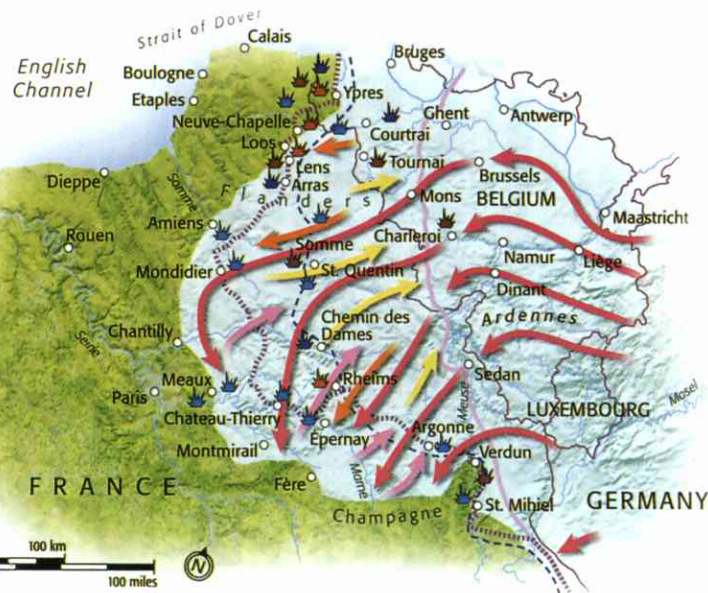 Strait of Dover
Calais
English
Channel
Boulogne
Etaples
Bruges
Ypres
Ghent
Antwerp
Neuve-Chapelle
Courtrai
Loos
Lens
Tournai
Brussels
Dieppe
Arras
Somme
Flanders
Mons
BELGIUM
Maastricht
Amiens
Rouen
Charleroi
Somme
Namur
Liège
Mondidier
St. Quentin
Dinant
Chemin des
Dames
Ardennes
Chantilly
Seine
Meaux
Rheims
Sedan
Paris
Meuse
Mosel
Chateau-Thierry
LUXEMBOURG
Épernay
Argonne
Montmirail
Verdun
Fère
Marne
FRANCE
Champagne
St. Mihiel
GERMANY
100 km
N
100 miles